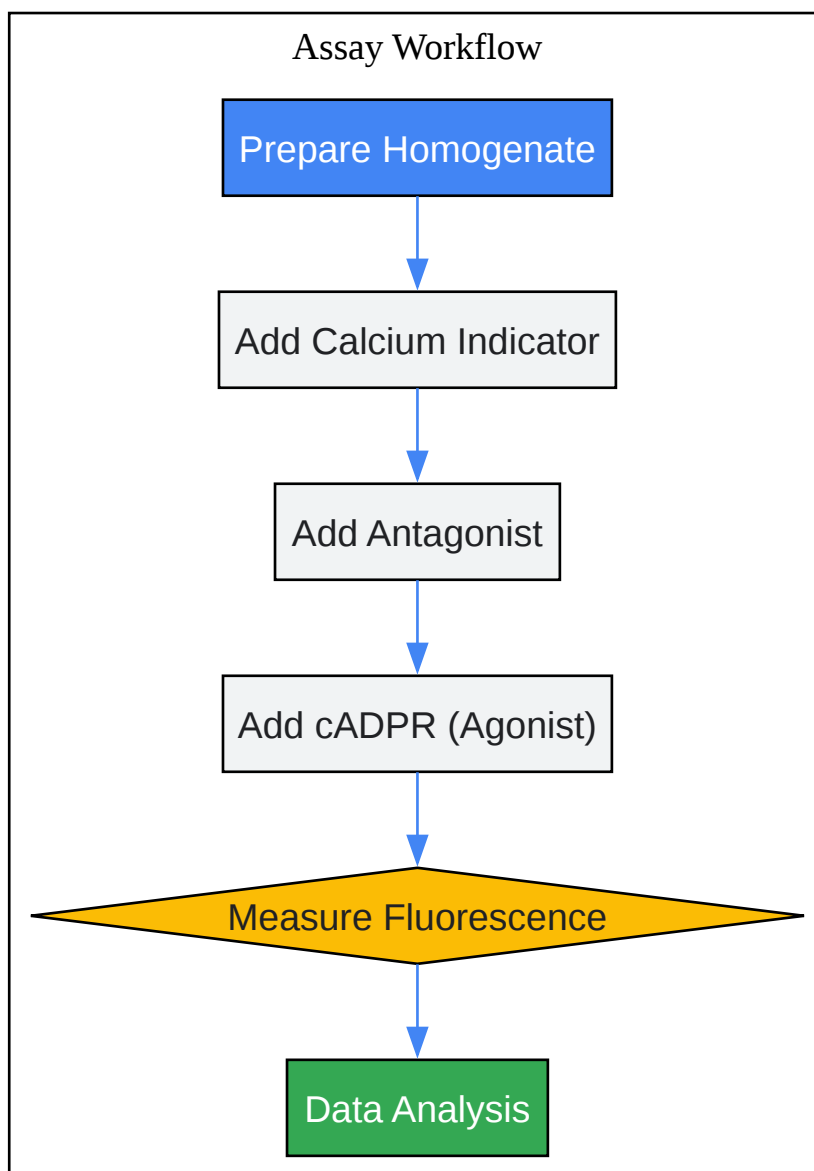 Assay Workflow
Prepare Homogenate
Add Calcium Indicator
Add Antagonist
Add cADPR (Agonist)
Measure Fluorescence
Data Analysis